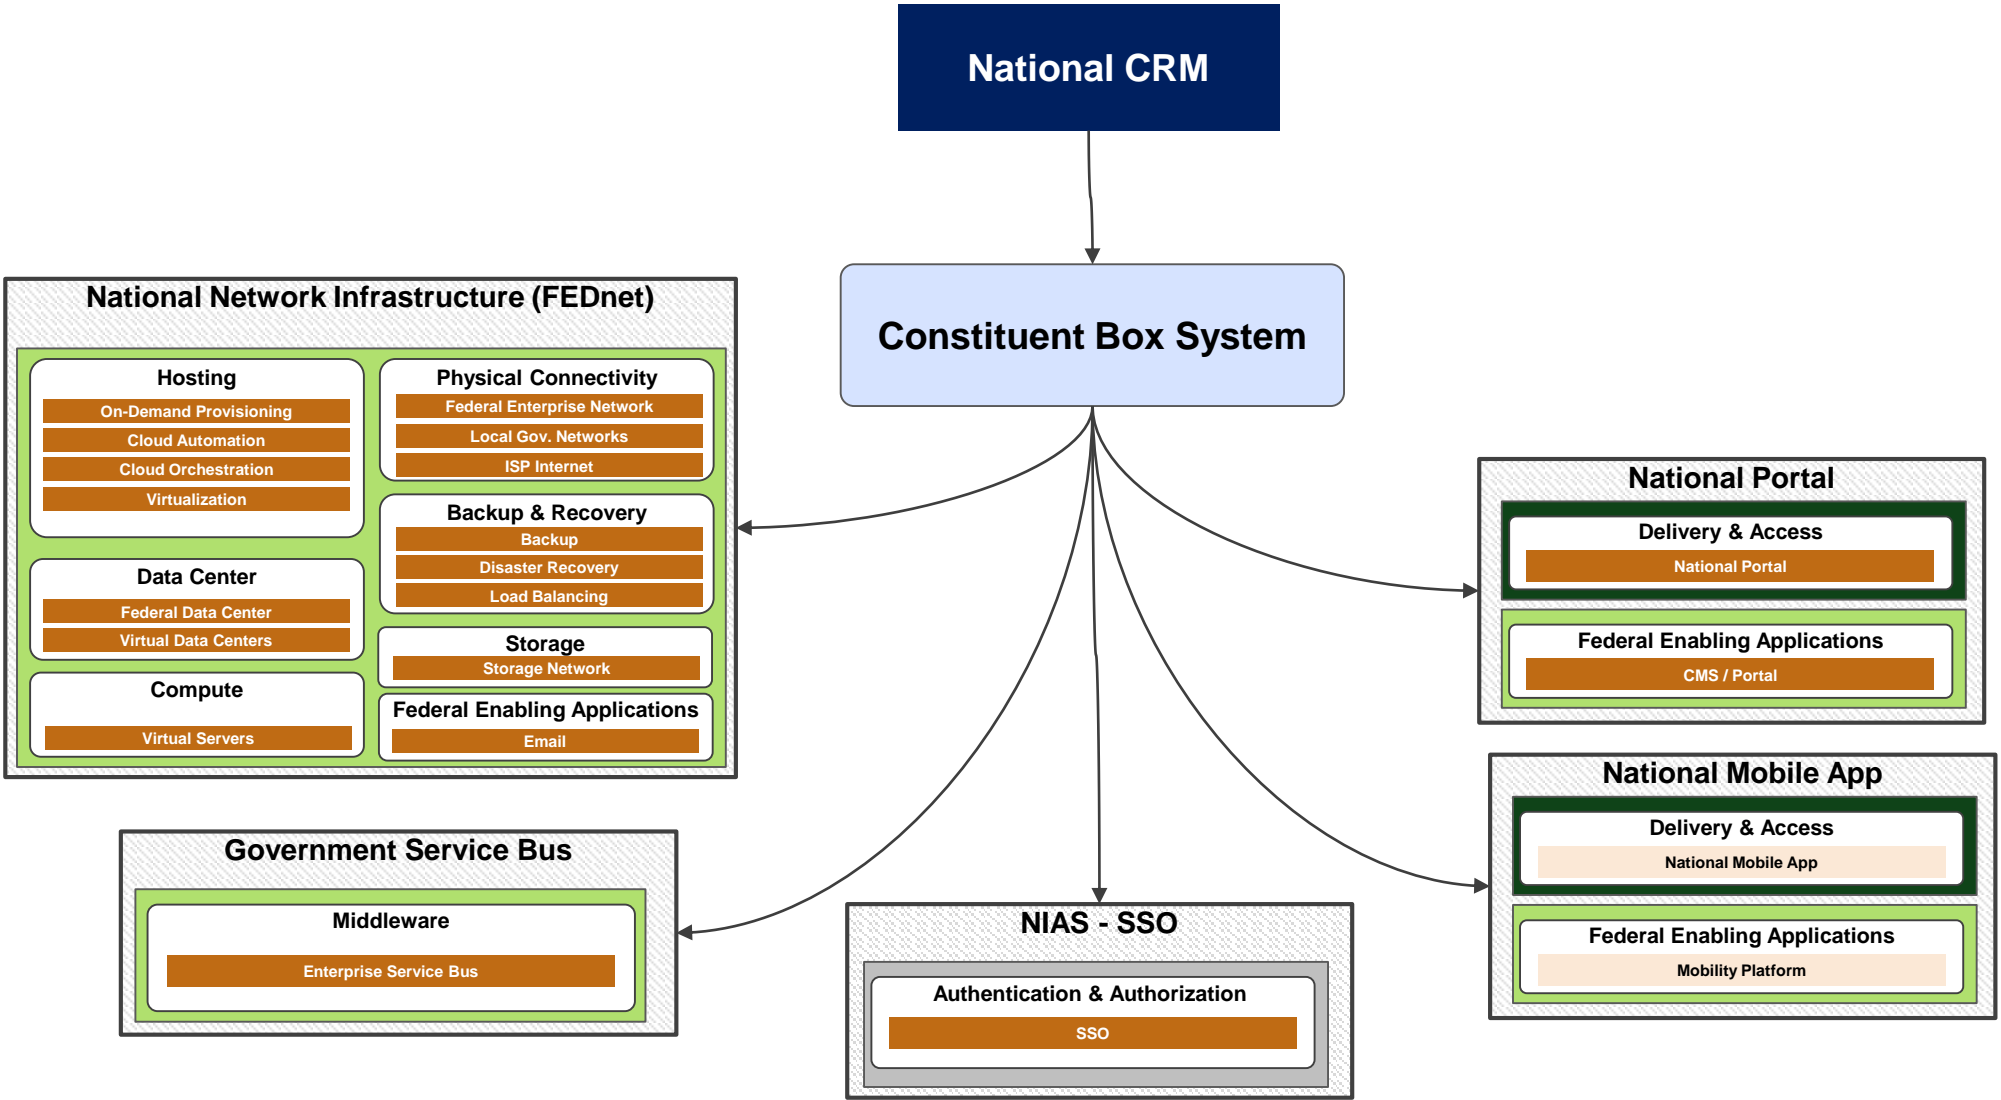 National CRM
Constituent Box System
National Network Infrastructure (FEDnet)
Hosting
On-Demand Provisioning
Cloud Automation
Cloud Orchestration
Virtualization
Data Center
Federal Data Center
Virtual Data Centers
Compute
Virtual Servers
Physical Connectivity
Federal Enterprise Network
Local Gov. Networks
ISP Internet
Backup & Recovery
Backup
Disaster Recovery
Load Balancing
Storage
Storage Network
Federal Enabling Applications
Email
Government Service Bus
Middleware
Enterprise Service Bus
NIAS - SSO
Authentication & Authorization
SSO
National Portal
Delivery & Access
National Portal
Federal Enabling Applications
CMS / Portal
National Mobile App
Delivery & Access
National Mobile App
Federal Enabling Applications
Mobility Platform